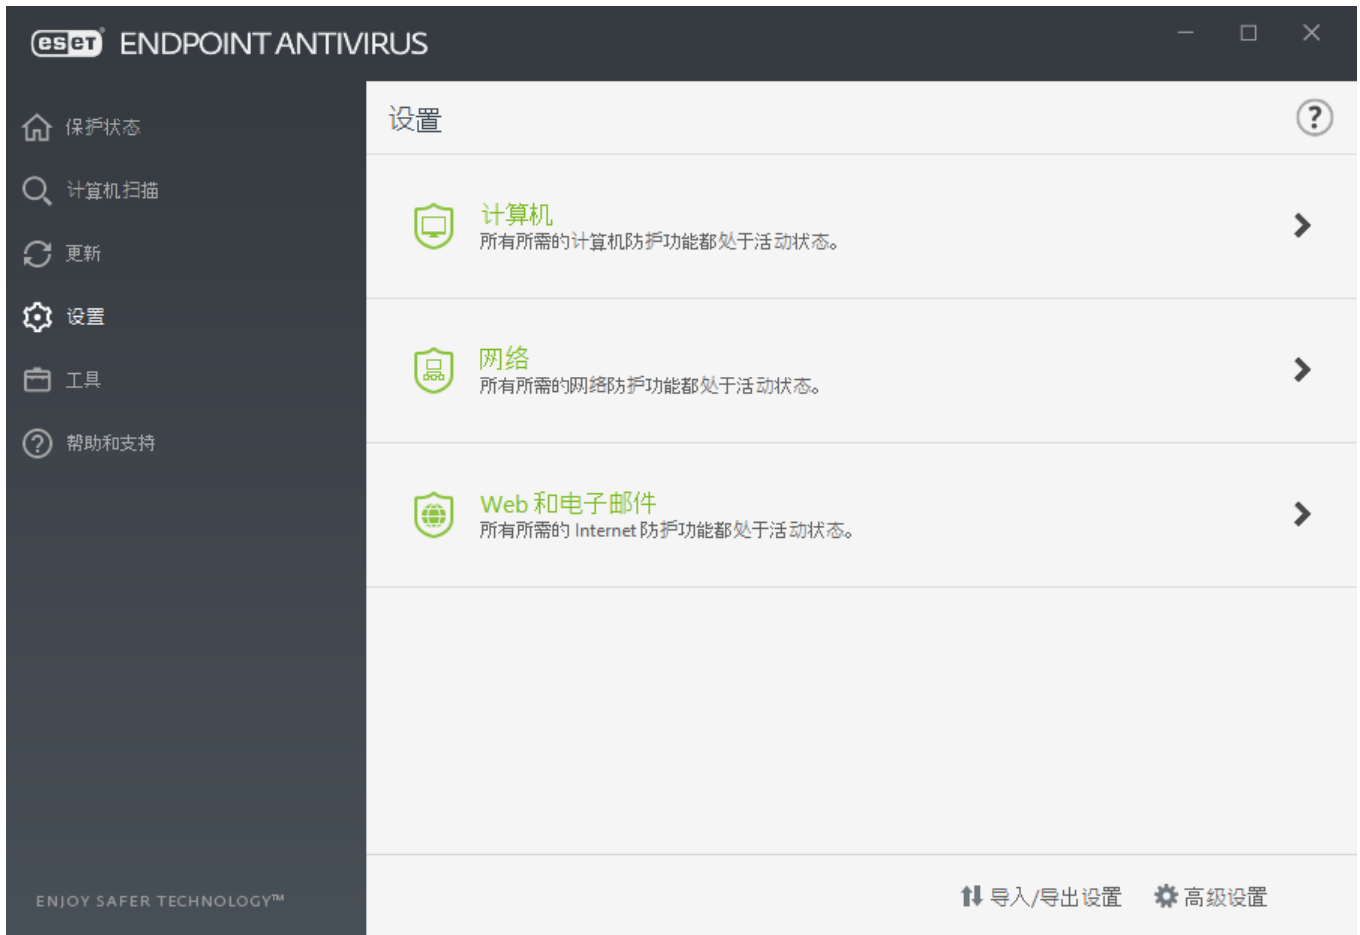 eset ENDPOINT ANTIVIRUS
保护状态
计算机扫描
更新
设置
工具
帮助和支持
ENJOY SAFER TECHNOLOGY™
设置
?
计算机
所有所需的计算机防护功能都处于活动状态。
网络
所有所需的网络防护功能都处于活动状态。
Web 和电子邮件
所有所需的 Internet 防护功能都处于活动状态。
导入/导出设置 高级设置